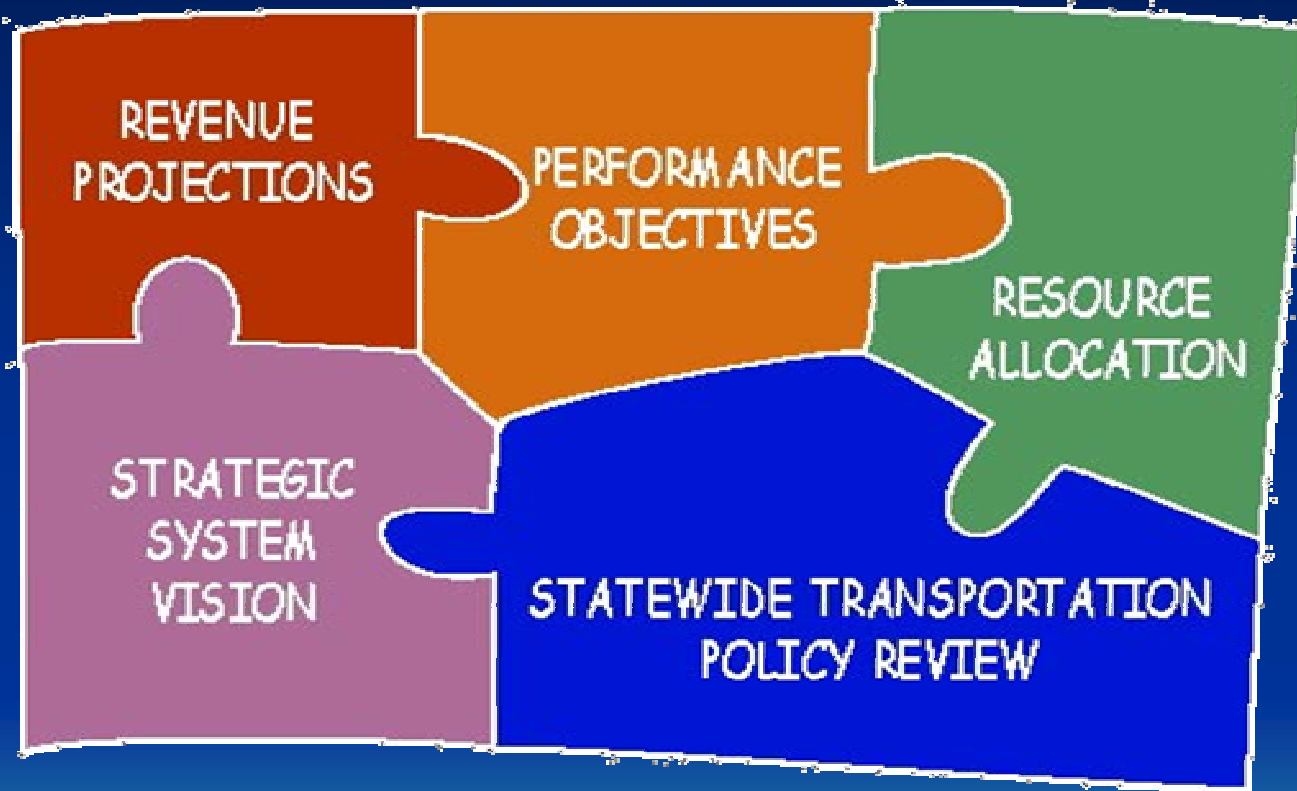 REVENUE
PROJECTIONS
PERFORMANCE
OBJECTIVES
RESOURCE
ALLOCATION
STRATEGIC
SYSTEM
VISION
STATEWIDE TRANSPORTATION
POLICY REVIEW